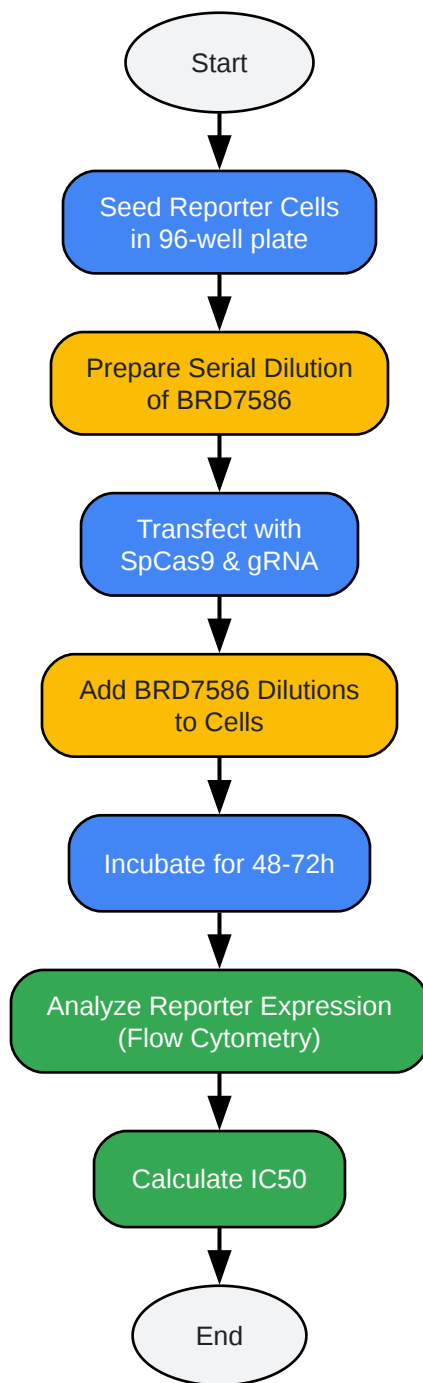 Start
Seed Reporter Cells
in 96-well plate
Prepare Serial Dilution
of BRD7586
Transfect with
SpCas9 & gRNA
Add BRD7586 Dilutions
to Cells
Incubate for 48-72h
Analyze Reporter Expression
(Flow Cytometry)
Calculate IC50
End